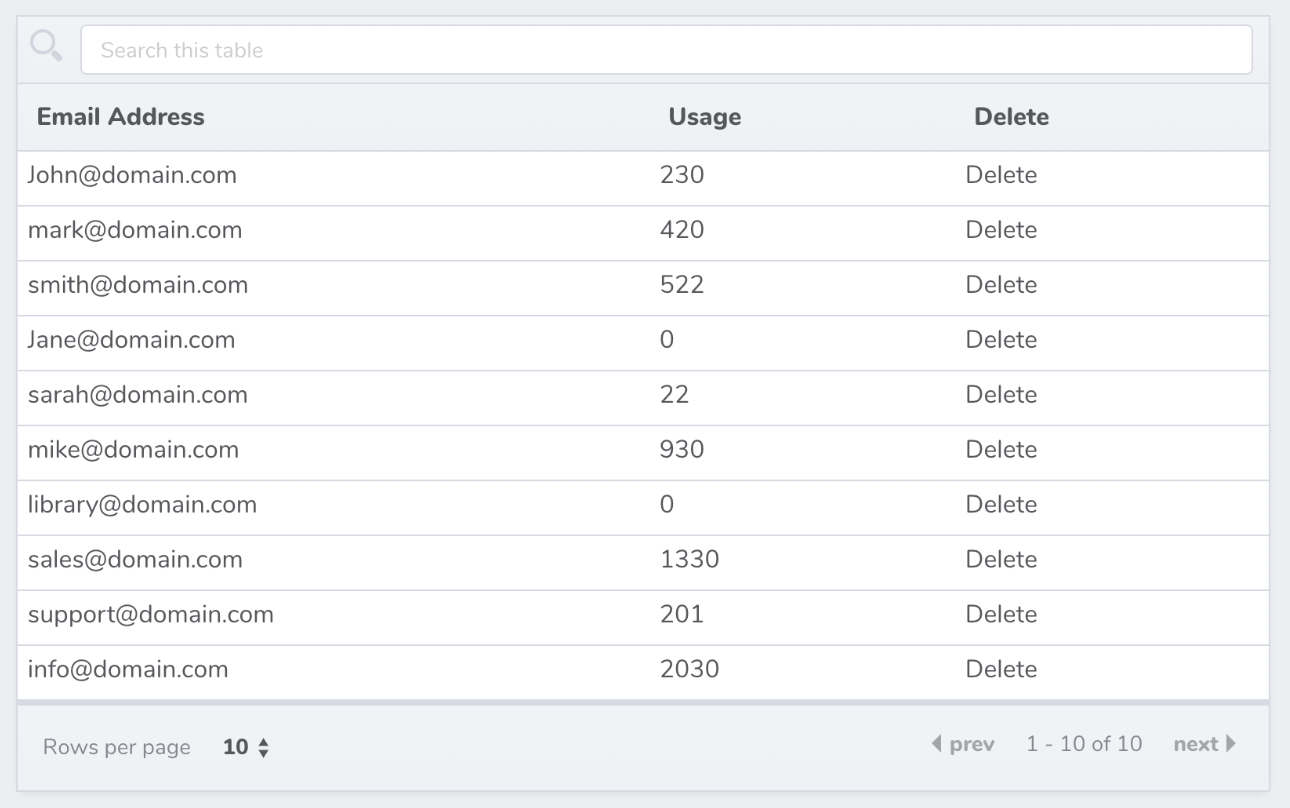 Search this table
Email Address Usage Delete
John@domain.com 230 Delete
mark@domain.com 420 Delete
smith@domain.com 522 Delete
Jane@domain.com 0 Delete
sarah@domain.com 22 Delete
mike@domain.com 930 Delete
library@domain.com 0 Delete
sales@domain.com 1330 Delete
support@domain.com 201 Delete
info@domain.com 2030 Delete
Rows per page 10 prev 1 - 10 of 10 next